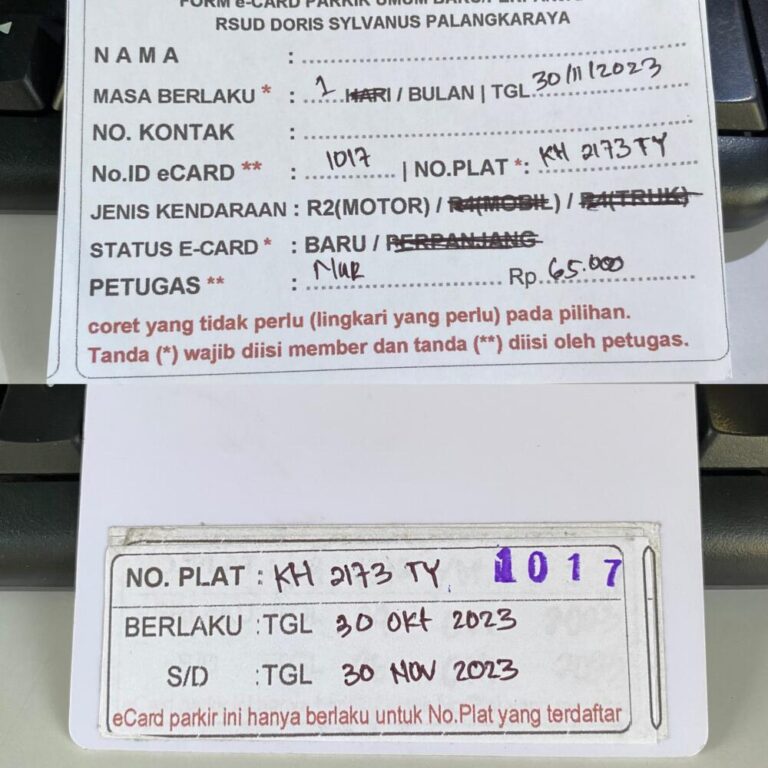 FORM e-CARD PARKIR UMUM
RSUD DORIS SYLVANUS PALANGKARAYA
NAMA :
MASA BERLAKU * : 1 HARI / BULAN | TGL 30/11/2023
NO. KONTAK :
No.ID eCARD ** : 1017 | NO.PLAT *: KH 2173 TY
JENIS KENDARAAN : R2(MOTOR) / R4(MOBIL) / R4(TRUK)
STATUS E-CARD * : BARU / PERPANJANG
PETUGAS ** : Nur Rp. 65.000
coret yang tidak perlu (lingkari yang perlu) pada pilihan.
Tanda (*) wajib diisi member dan tanda (**) diisi oleh petugas.
NO. PLAT : KH 2173 TY 1017
BERLAKU : TGL 30 OKt 2023
S/D : TGL 30 NOV 2023
eCard parkir ini hanya berlaku untuk No.Plat yang terdaftar